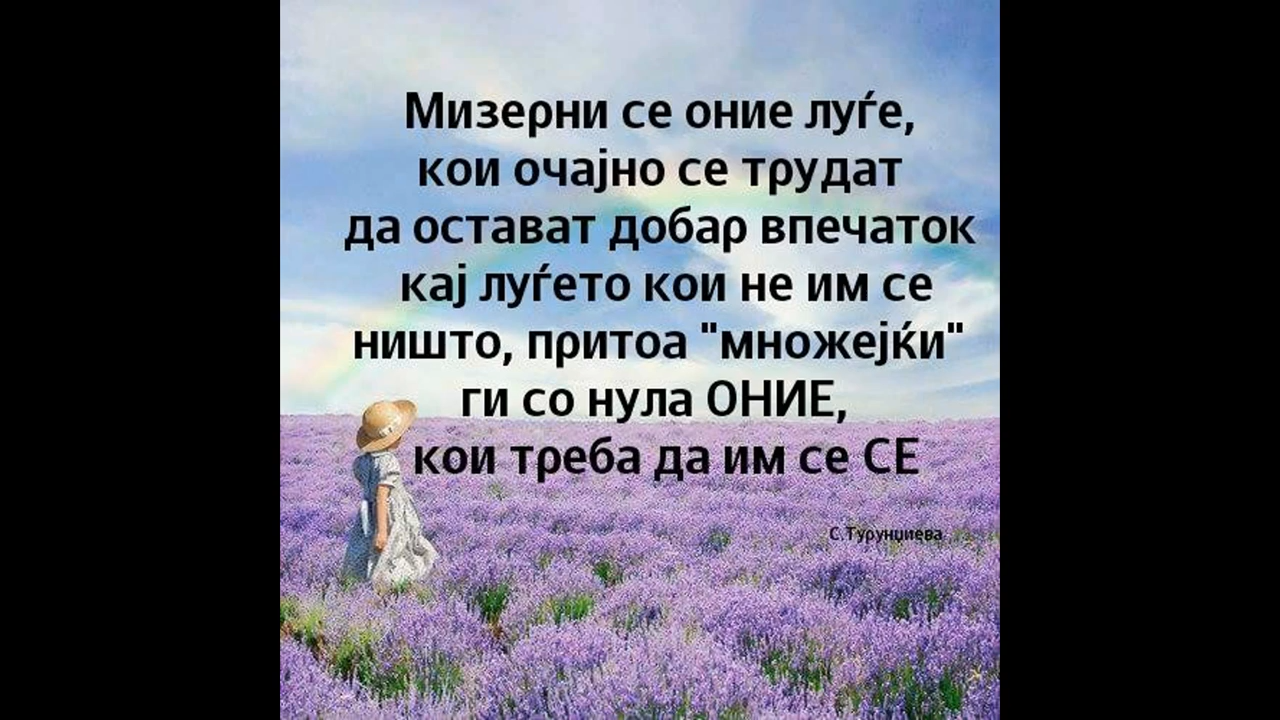 Мизерни се оние луѓе,
кои очајно се трудат
да остават добар впечаток
кај луѓето кои не им се
ништо, притоа "множејќи"
ги со нула ОНИЕ,
кои треба да им се СЕ
С.Турунџиева